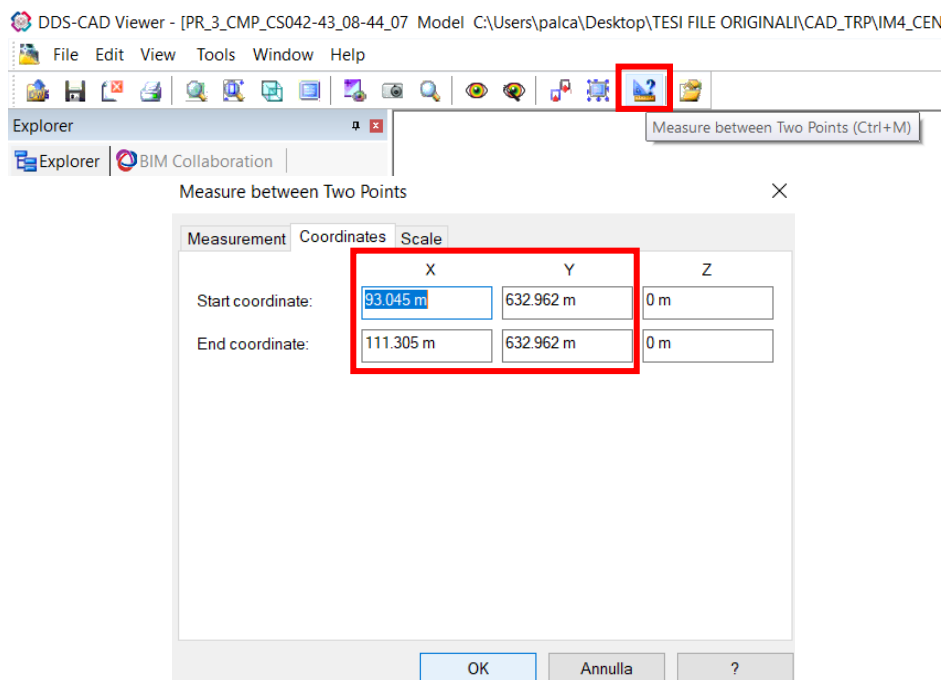 DDS-CAD Viewer - [PR_3_CMP_CS042-43_08-44_07 Model C:\Users\palca\Desktop\TESI FILE ORIGINALI\CAD_TRP\IM4_CEN
File Edit View Tools Window Help
Measure between Two Points (Ctrl+M)
Explorer
Explorer BIM Collaboration
Measure between Two Points
Measurement Coordinates Scale
X Y Z
Start coordinate: 93.045 m 632.962 m 0 m
End coordinate: 111.305 m 632.962 m 0 m
OK Annulla ?